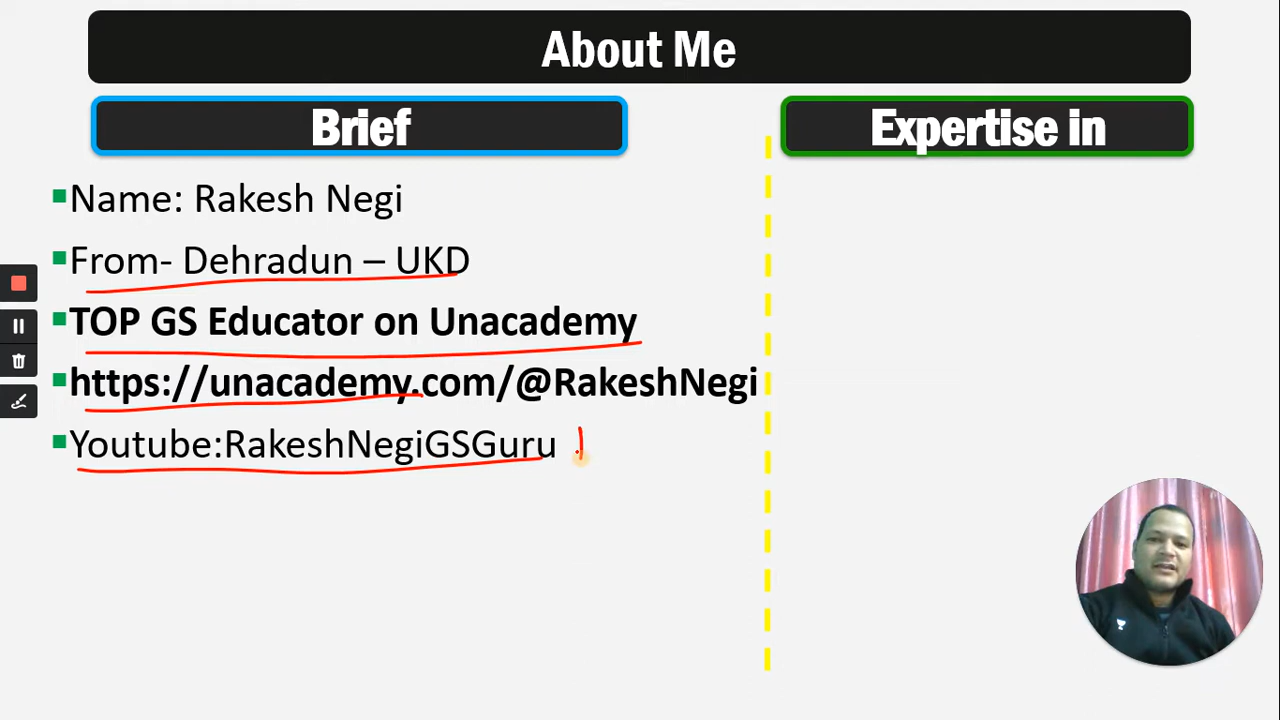 About Me
Brief
Expertise in
Name: Rakesh Negi
From- Dehradun – UKD
TOP GS Educator on Unacademy
https://unacademy.com/@RakeshNegi
Youtube:RakeshNegiGSGuru